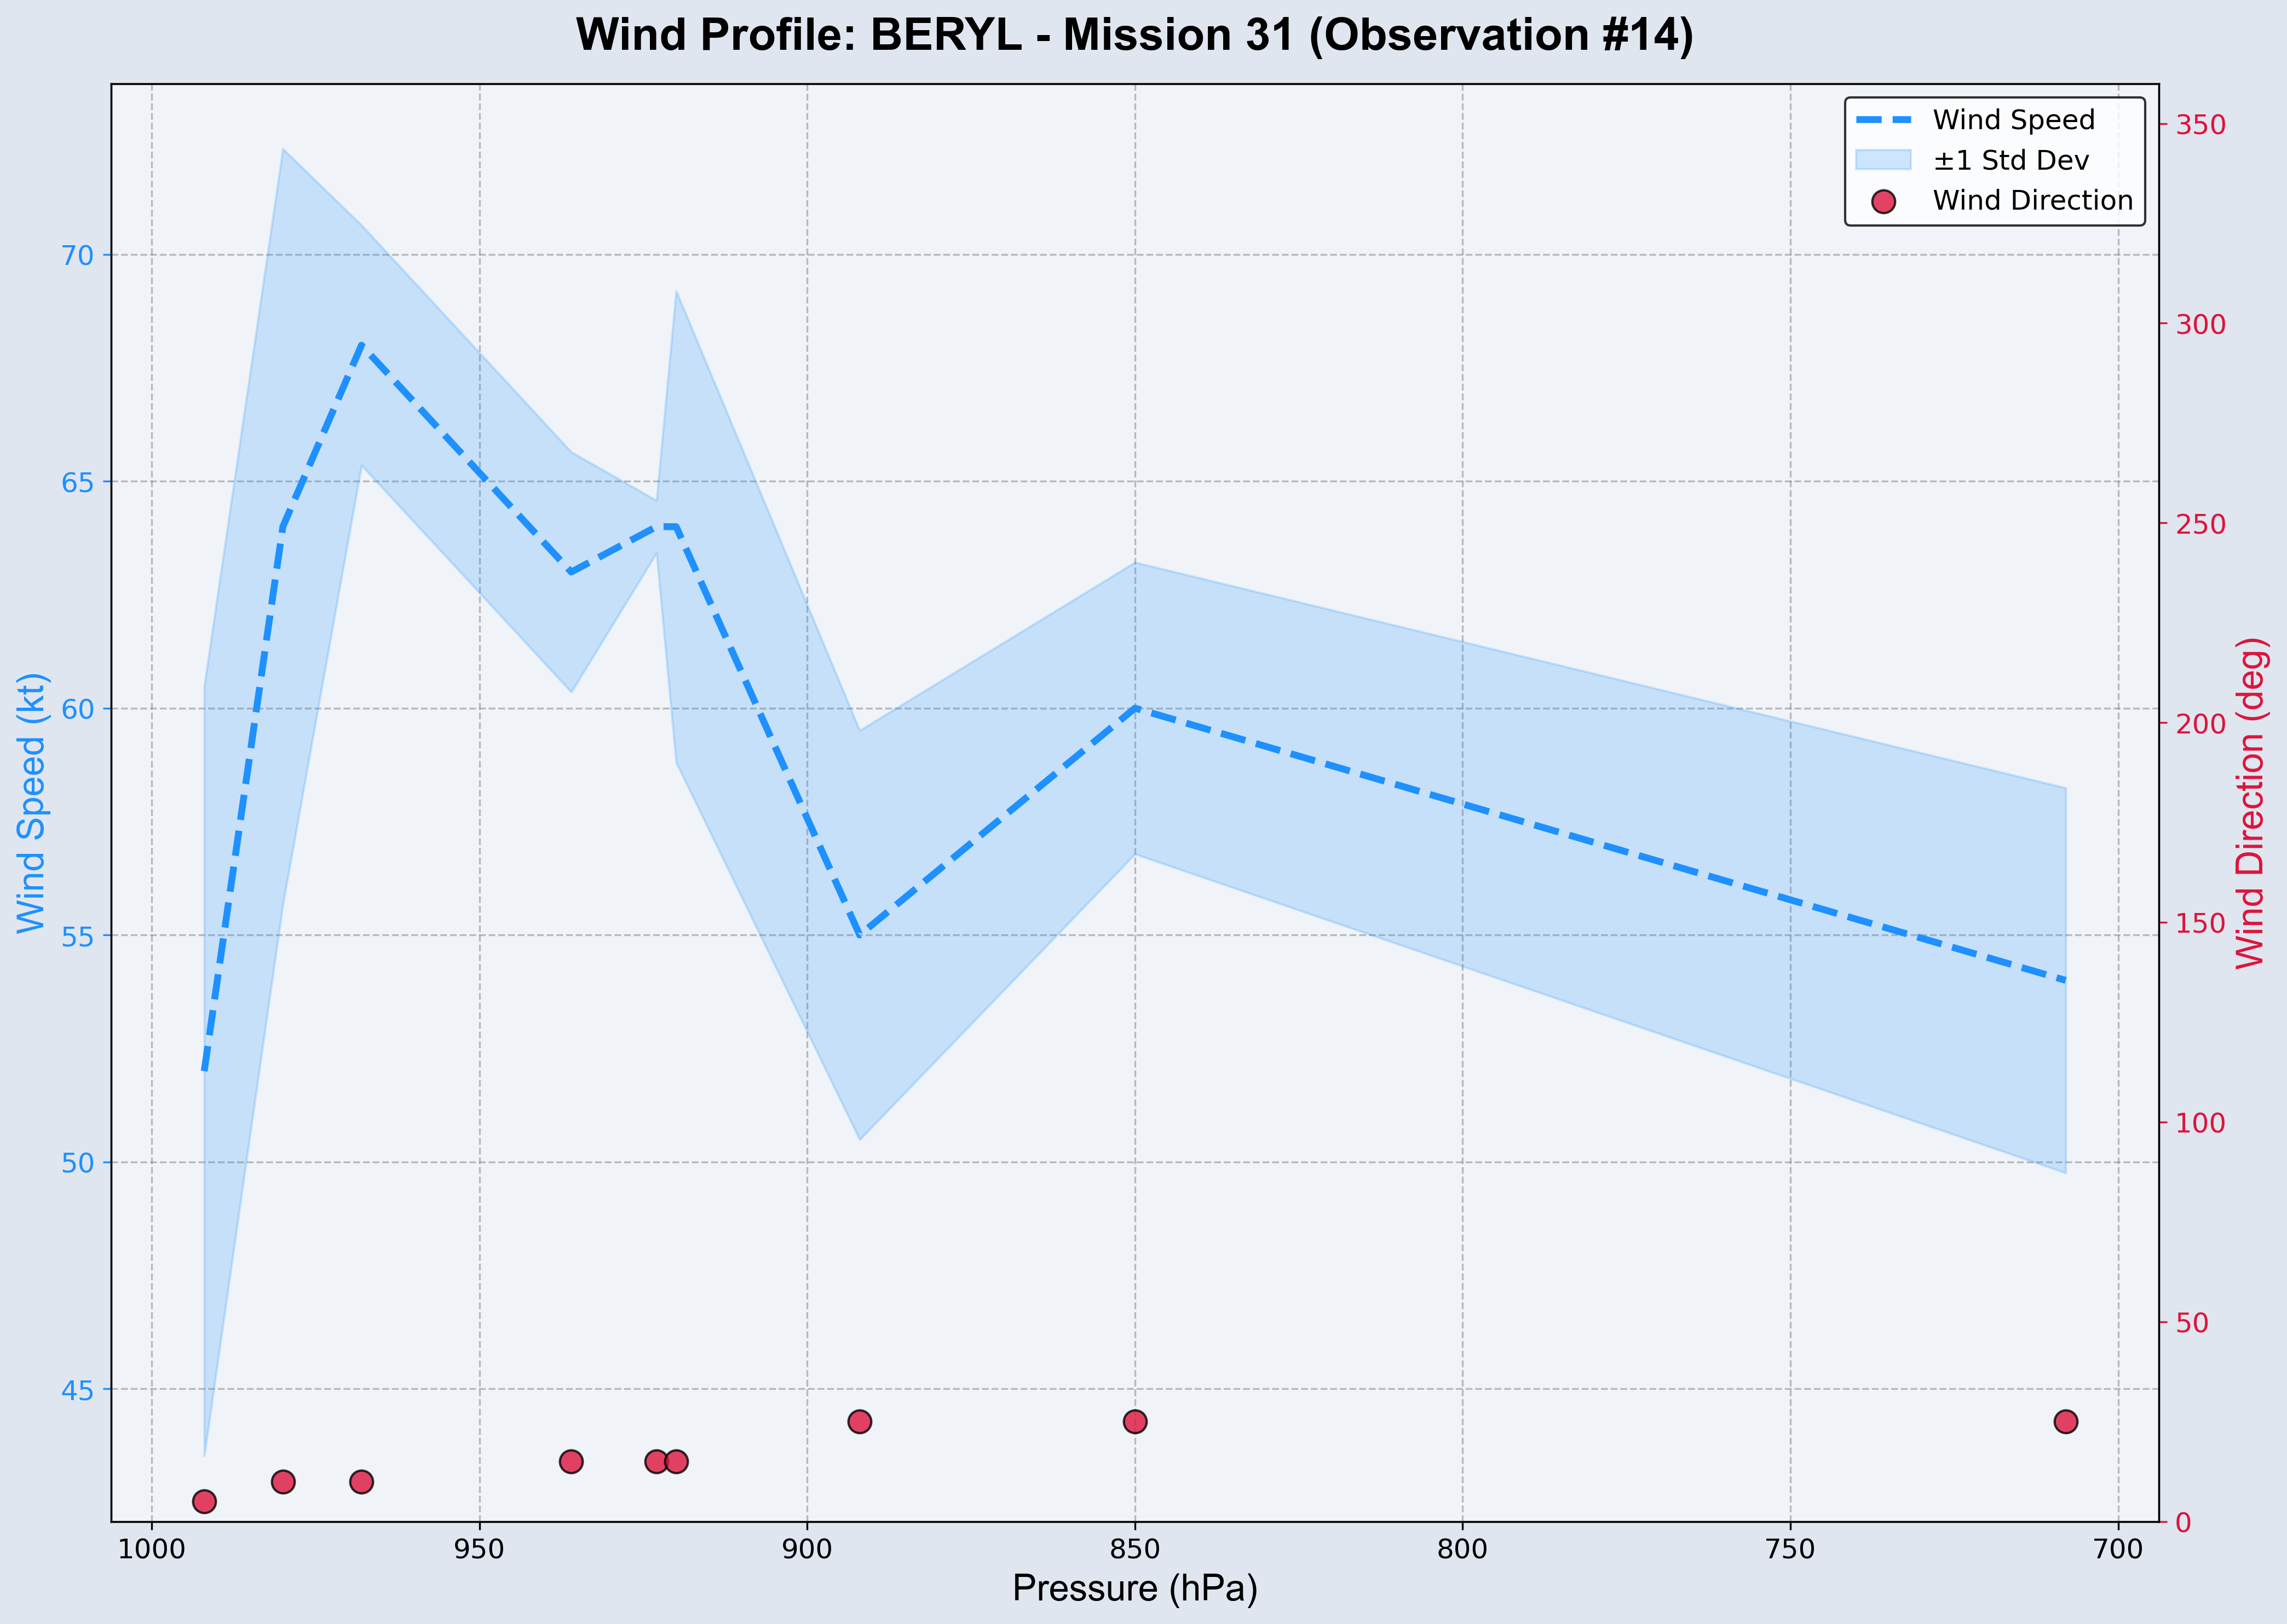 Wind Profile: BERYL - Mission 31 (Observation #14)
Wind Speed
±1 Std Dev
Wind Direction
Wind Speed (kt)
70
65
60
55
50
45
350
300
250
200
150
100
50
0
Wind Direction (deg)
1000 950 900 850 800 750 700
Pressure (hPa)